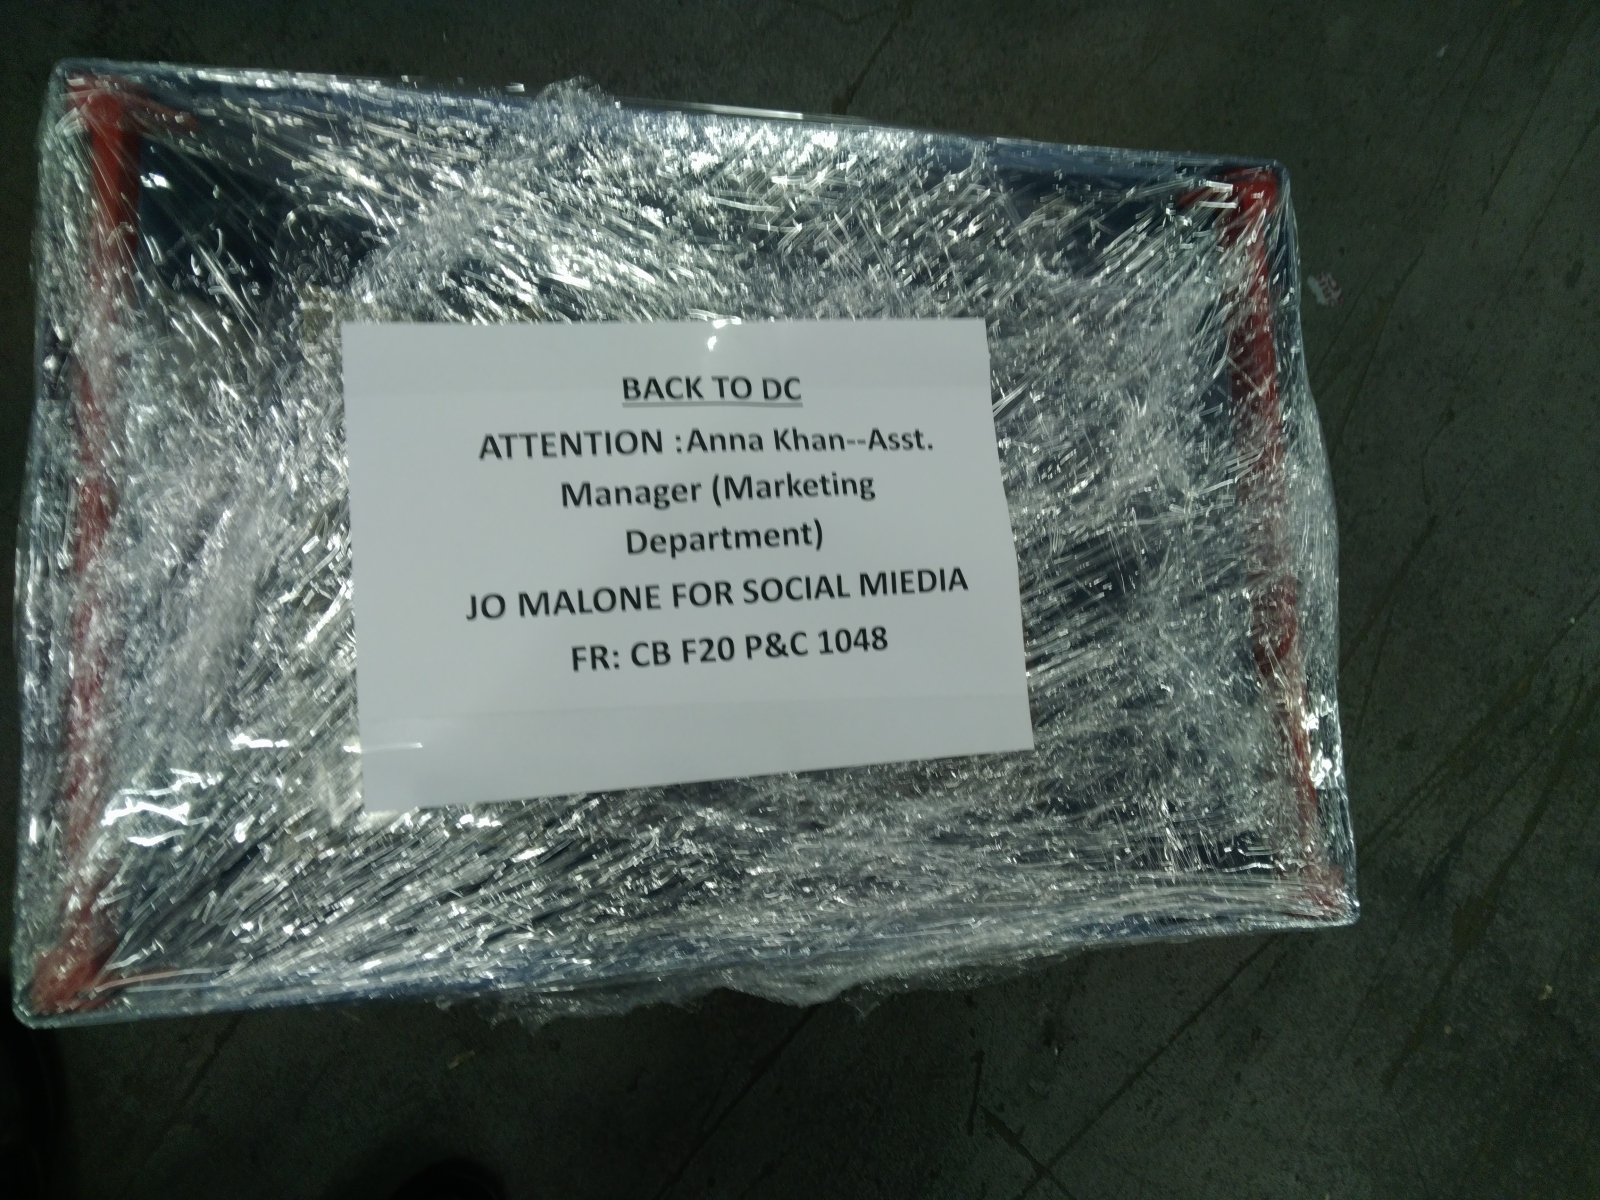 BACK TO DC
ATTENTION :Anna Khan--Asst.
Manager (Marketing
Department)
JO MALONE FOR SOCIAL MIEDIA
FR: CB F20 P&C 1048